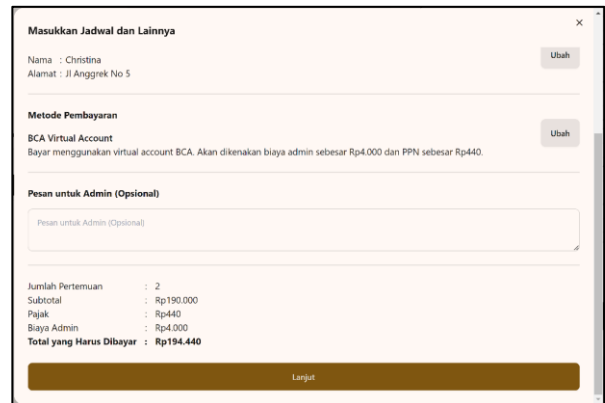 Masukkan Jadwal dan Lainnya
Nama : Christina
Alamat : Jl Anggrek No 5
Ubah
Metode Pembayaran
BCA Virtual Account
Bayar menggunakan virtual account BCA. Akan dikenakan biaya admin sebesar Rp4.000 dan PPN sebesar Rp440.
Ubah
Pesan untuk Admin (Opsional)
Pesan untuk Admin (Opsional)
Jumlah Pertemuan : 2
Subtotal : Rp190.000
Pajak : Rp440
Biaya Admin : Rp4.000
Total yang Harus Dibayar : Rp194.440
Lanjut